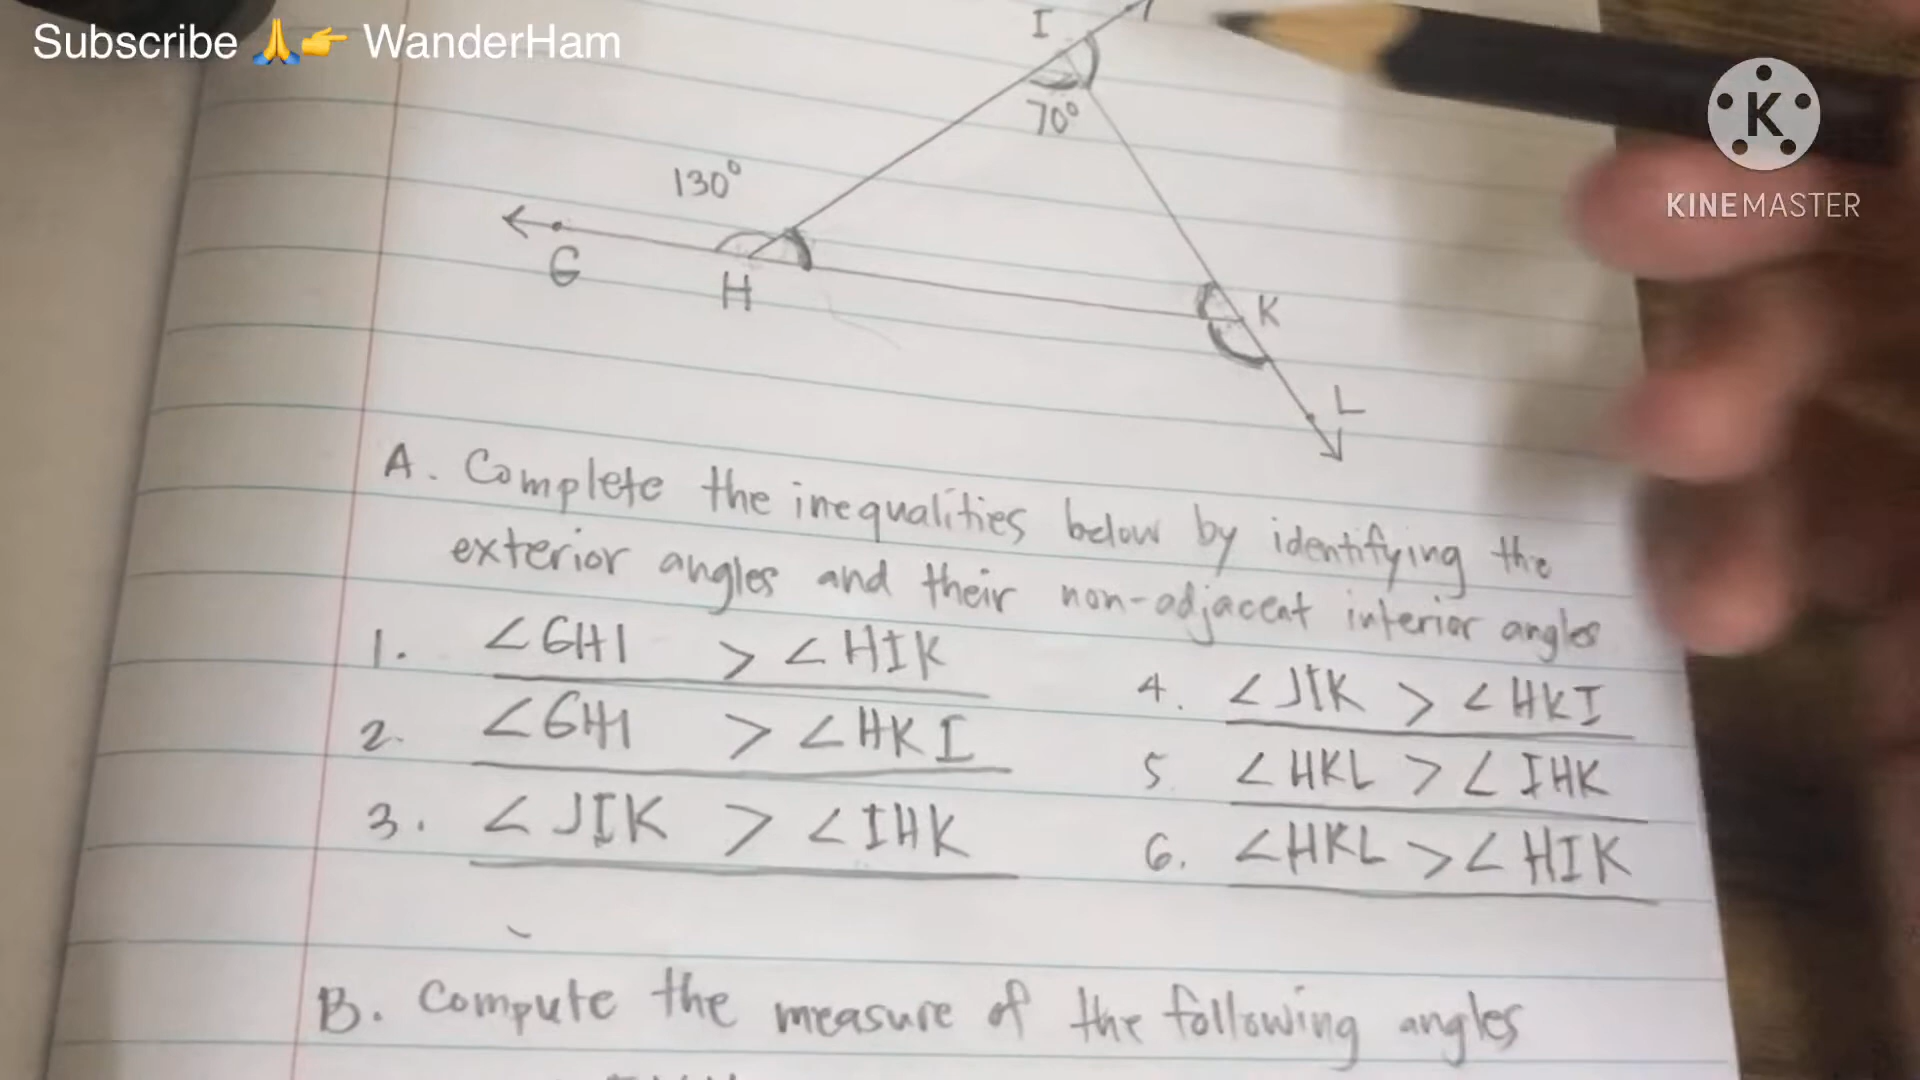 Subscribe 🙏👉 WanderHam
K
KINEMASTER
I
70°
130°
G
H
K
L
A. Complete the inequalities below by identifying the
exterior angles and their non-adjacent interior angles
1. ∠GHI > ∠HIK
2. ∠GHI > ∠HKI
3. ∠JIK > ∠IHK
4. ∠JIK > ∠HKI
5 ∠HKL > ∠IHK
6. ∠HKL > ∠HIK
B. Compute the measure of the following angles